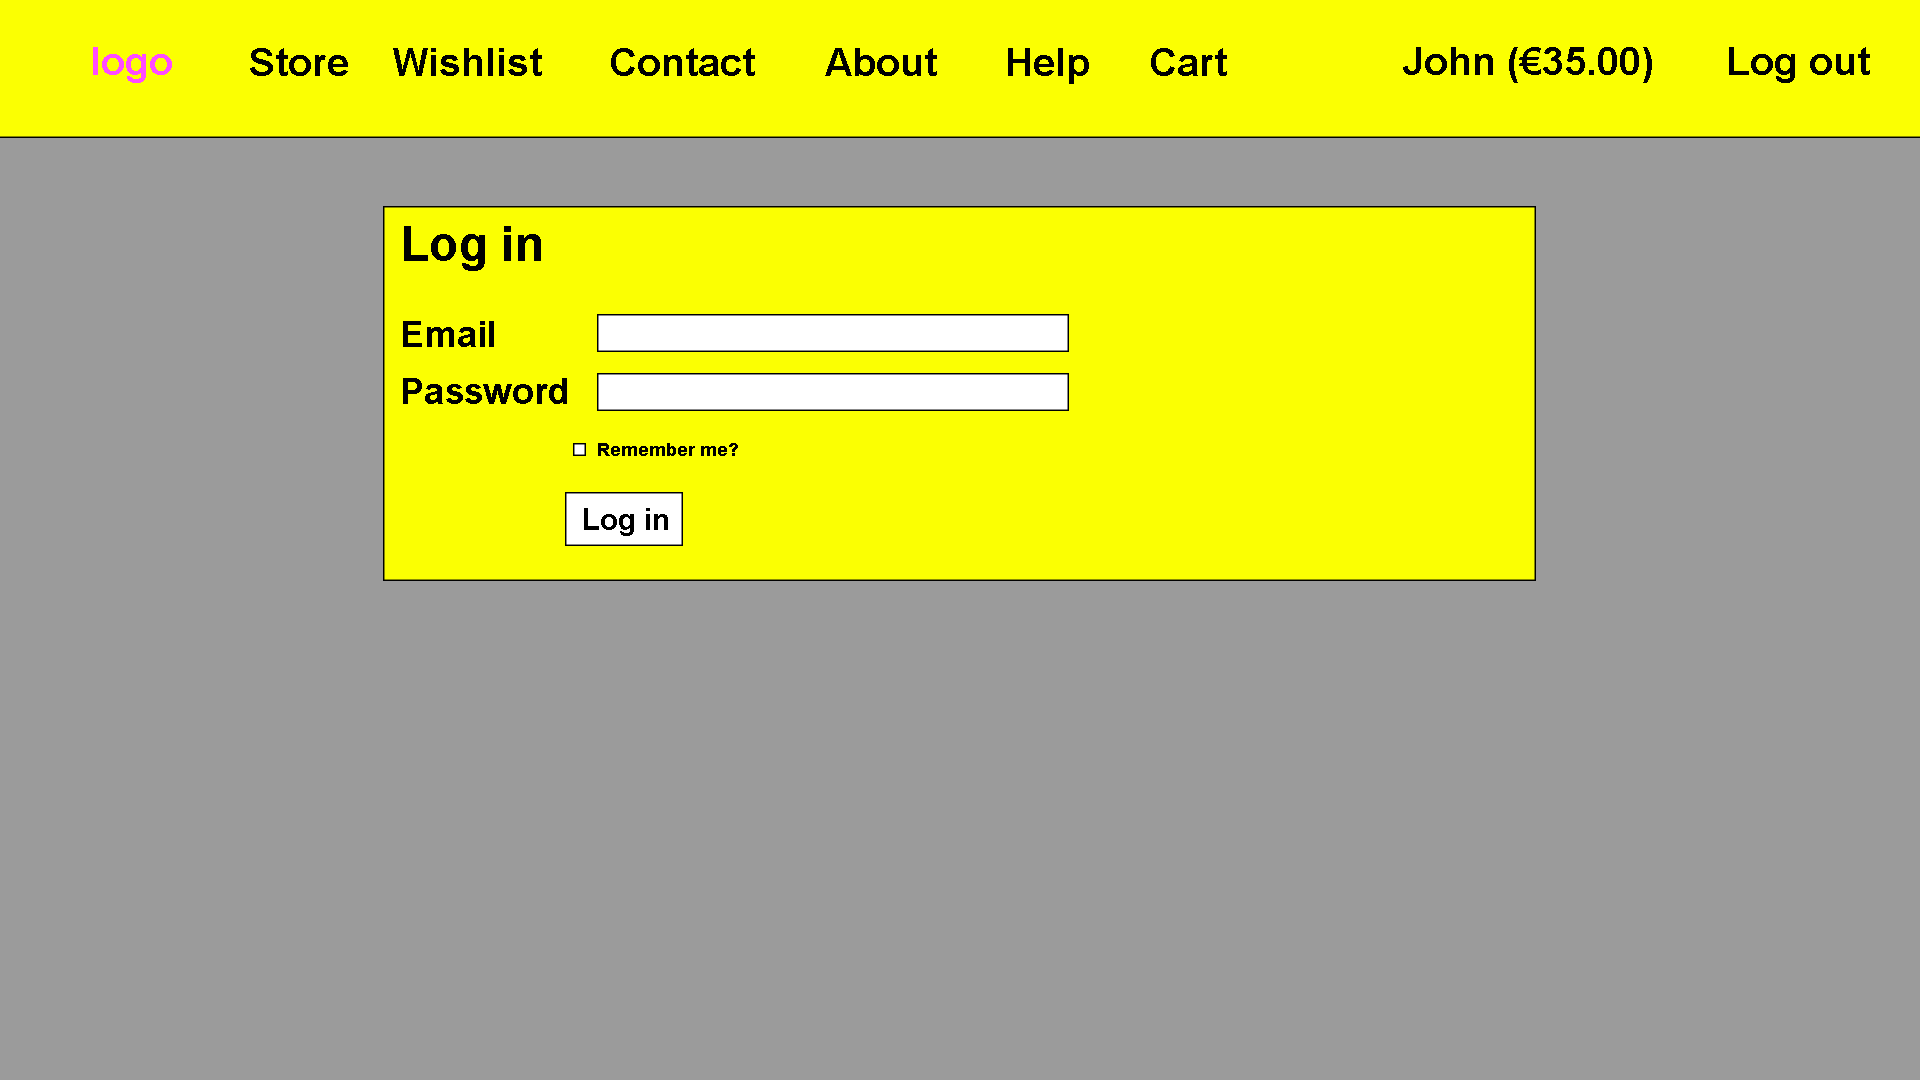 logo Store Wishlist Contact About Help Cart John (€35.00) Log out
Log in
Email
Password
Remember me?
Log in